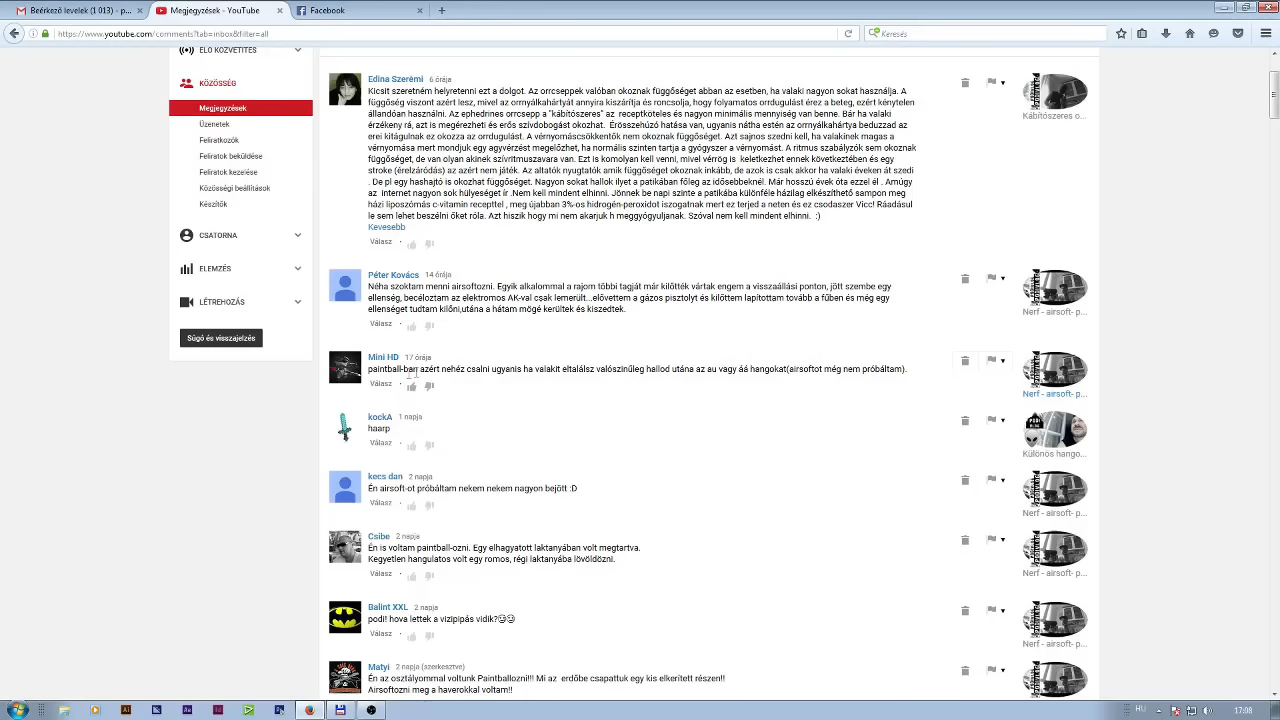 Beérkező levelek (1 013) - p...
Megjegyzések - YouTube
Facebook
https://www.youtube.com/comments?tab=inbox&filter=all
Keresés
ÉLŐ KÖZVETÍTÉS
KÖZÖSSÉG
Megjegyzések
Üzenetek
Feliratkozók
Feliratok beküldése
Feliratok kezelése
Közösségi beállítások
Készítők
CSATORNA
ELEMZÉS
LÉTREHOZÁS
Súgó és visszajelzés
Edina Szerémi 6 órája
Kicsit szeretném helyretenni ezt a dolgot. Az orrcseppek valóban okoznak függőséget abban az esetben, ha valaki nagyon sokat használja. A
függőség viszont azért lesz, mivel az orrnyálkahártyát annyira kiszárítja és roncsolja, hogy folyamatos orrdugulást érez a beteg, ezért kénytelen
állandóan használni. Az ephedrines orrcsepp a "kábítószeres" az receptköteles és nagyon minimális mennyiség van benne. Bár ha valaki
érzékeny rá, azt is megérezheti és erős szívdobogást okozhat. Érösszehúzó hatása van, ugyanis nátha estén az orrnyálkahártya beduzzad az
erei kitágulnak ez okozza az orrdugulást. A vérnyomáscsökkentők nem okoznak függőséget. Azt sajnos szedni kell, ha valakinek magas a
vérnyomása mert mondjuk egy agyvérzést megelőzhet, ha normális szinten tartja a gyógyszer a vérnyomást. A ritmus szabályzók sem okoznak
függőséget, de van olyan akinek szívritmuszavara van. Ezt is komolyan kell venni, mivel vérrög is keletkezhet ennek következtében és egy
stroke (érelzáródás) az azért nem játék. Az altatók nyugtatók amik függőséget okoznak inkább, de azok is csak akkor ha valaki éveken át szedi
. De pl egy hashajtó is okozhat függőséget. Nagyon sokat hallok ilyet a patikában főleg az idősebbeknél. Már hosszú évek óta ezzel él . Amúgy
az internet nagyon sok hülyeséget ír. Nem kell mindent elhinni. Jönnek be napi szinte a patikába különféle házilag elkészíthető sampon meg
házi liposzómás c-vitamin recepttel , meg újabban 3%-os hidrogén-peroxidot iszogatnak mert ez terjed a neten és ez csodaszer Vicc! Ráadásul
le sem lehet beszélni őket róla. Azt hiszik hogy mi nem akarjuk h meggyógyuljanak. Szóval nem kell mindent elhinni. :)
Kevesebb
Válasz
Kábítószeres o...
Péter Kovács 14 órája
Néha szoktam menni airsoftozni. Egyik alkalommal a rajom többi tagját már kilőtték vártak engem a visszaállási ponton, jött szembe egy
ellenség, becéloztam az elektromos AK-val csak lemerült...elővettem a gázos pisztolyt és kilőttem lapítottam tovább a fűben és még egy
ellenséget tudtam kilőni,utána a hátam mögé kerültek és kiszedtek.
Válasz
Nerf - airsoft- p...
Mini HD 17 órája
paintball-ban azért nehéz csalni ugyanis ha valakit eltalálsz valószinűleg hallod utána az au vagy áá hangokat(airsoftot még nem próbáltam).
Válasz
Nerf - airsoft- p...
kockA 1 napja
haarp
Válasz
Különös hango...
kecs dan 2 napja
Én airsoft-ot próbáltam nekem nekem nagyon bejött :D
Válasz
Nerf - airsoft- p...
Csibe 2 napja
Én is voltam paintball-ozni. Egy elhagyatott laktanyában volt megtartva.
Kegyetlen hangulatos volt egy romos, régi laktanyába lövöldözni.
Válasz
Nerf - airsoft- p...
Balint XXL 2 napja
podi! hova lettek a vizipipás vidik?
Válasz
Nerf - airsoft- p...
Matyi 2 napja (szerkesztve)
Én az osztályommal voltunk Paintballozni!!! Mi az erdőbe csapattuk egy kis elkerített részen!!
Airsoftozni meg a haverokkal voltam!!
HU
17:08